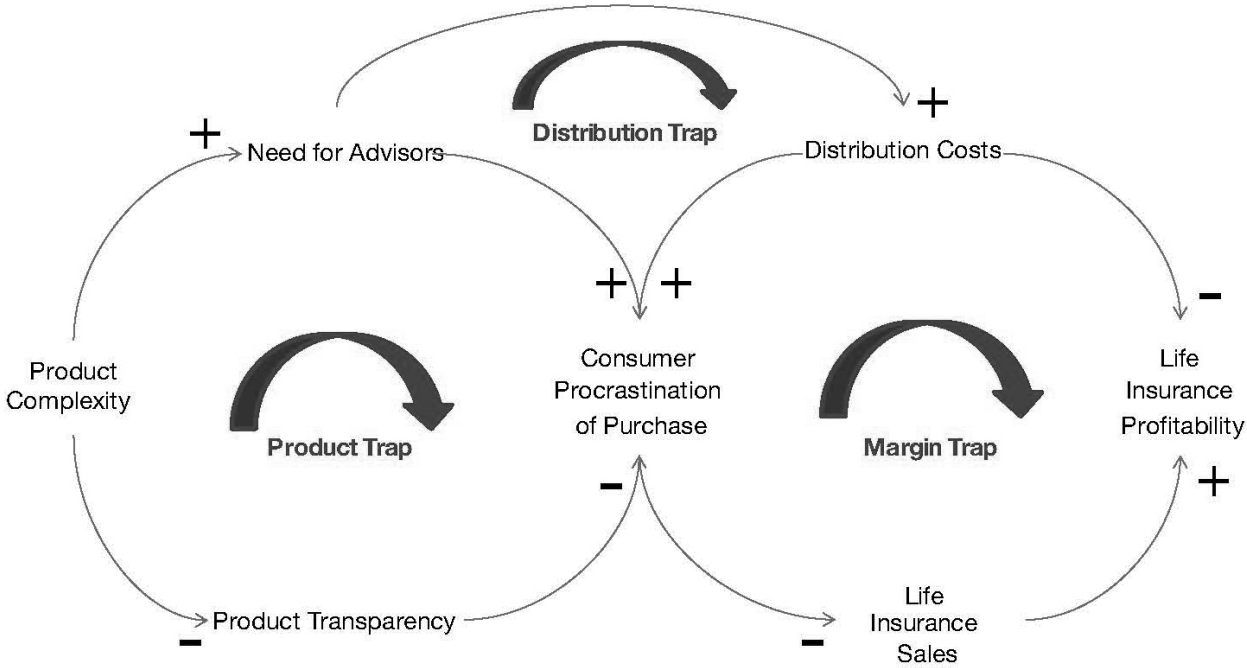 +
Distribution Trap
+
Need for Advisors
Distribution Costs
+ +
-
Product
Complexity
Consumer
Procrastination
of Purchase
Life
Insurance
Profitability
Product Trap
Margin Trap
-
+
Product Transparency
-
Life
Insurance
Sales
-